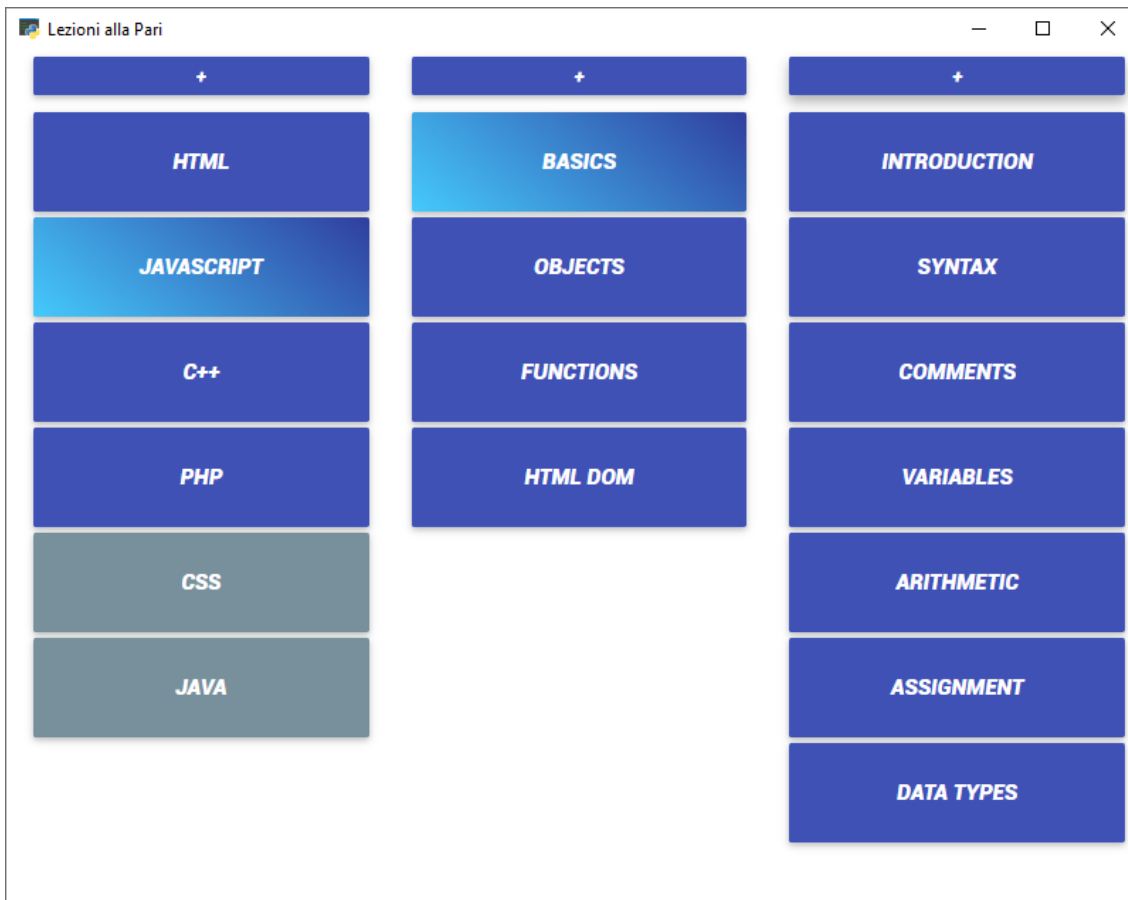 Lezioni alla Pari
+
HTML
JAVASCRIPT
C++
PHP
CSS
JAVA
+
BASICS
OBJECTS
FUNCTIONS
HTML DOM
+
INTRODUCTION
SYNTAX
COMMENTS
VARIABLES
ARITHMETIC
ASSIGNMENT
DATA TYPES